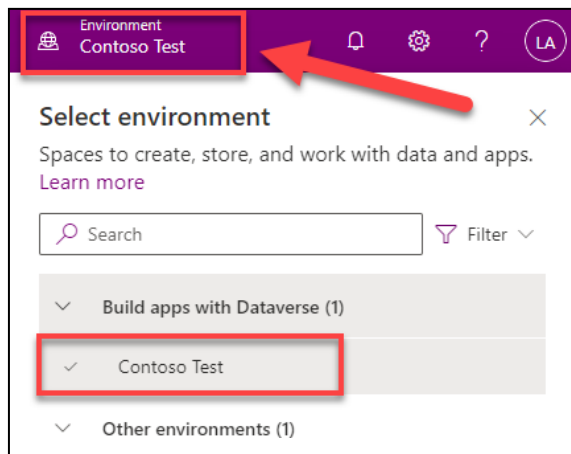 Environment
Contoso Test
?
LA
Select environment
Spaces to create, store, and work with data and apps.
Learn more
Search
Filter
Build apps with Dataverse (1)
Contoso Test
Other environments (1)